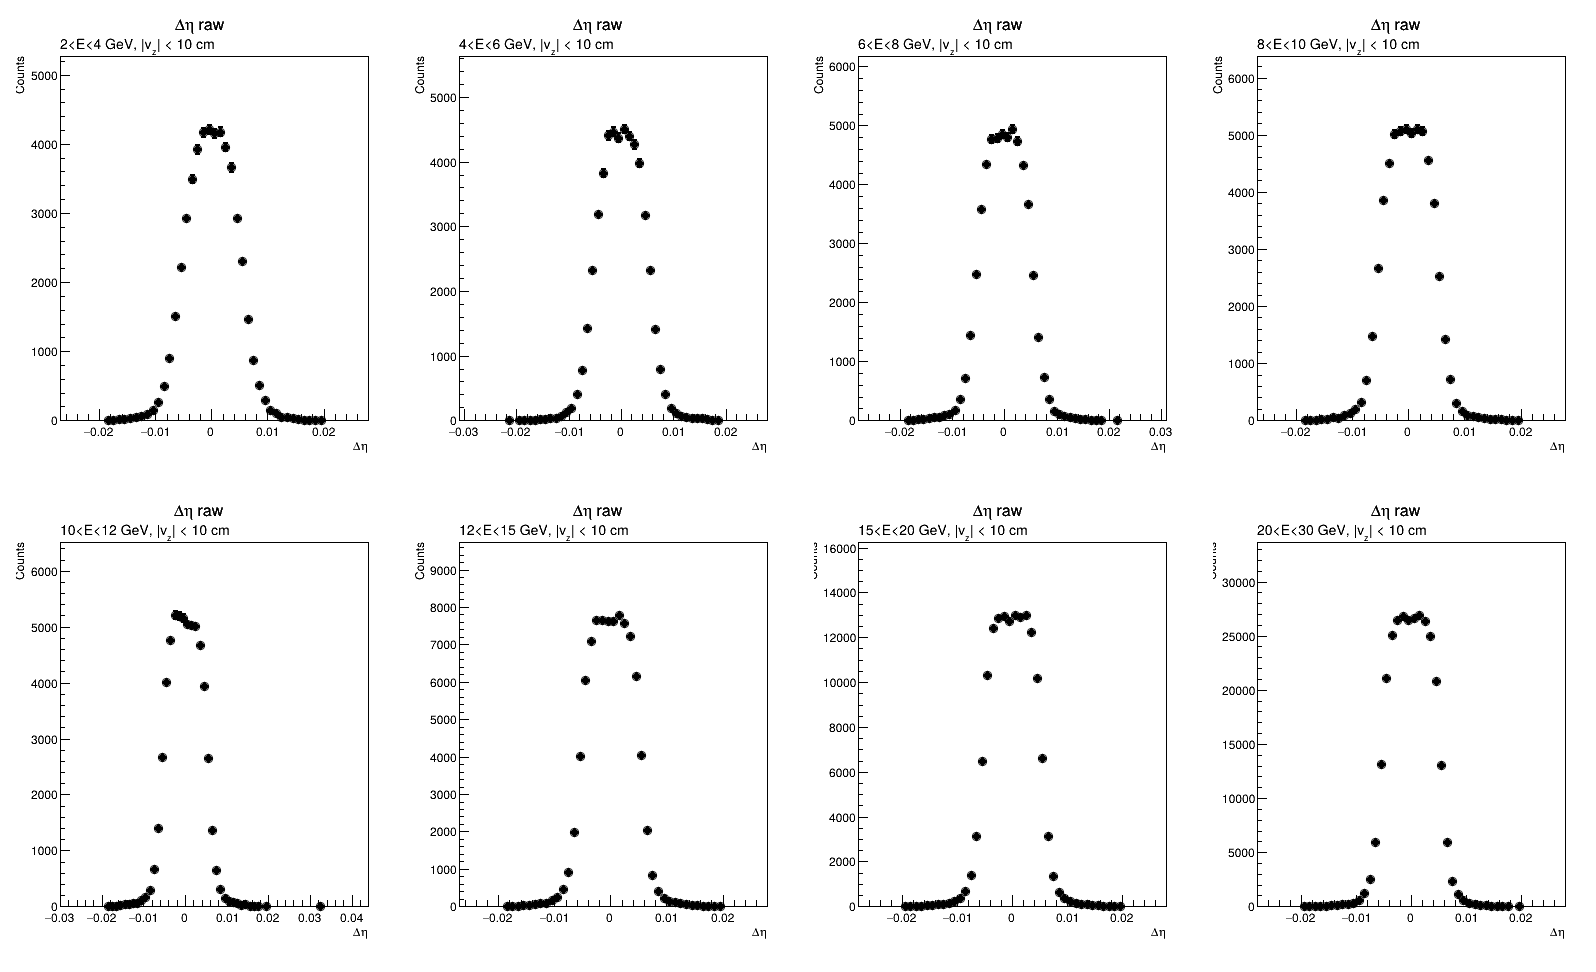 Δη raw
2<E<4 GeV, |v_z| < 10 cm
Counts
5000
4000
3000
2000
1000
0
−0.02 −0.01 0 0.01 0.02
Δη
Δη raw
4<E<6 GeV, |v_z| < 10 cm
Counts
5000
4000
3000
2000
1000
0
−0.03 −0.02 −0.01 0 0.01 0.02
Δη
Δη raw
6<E<8 GeV, |v_z| < 10 cm
Counts
6000
5000
4000
3000
2000
1000
0
−0.02 −0.01 0 0.01 0.02 0.03
Δη
Δη raw
8<E<10 GeV, |v_z| < 10 cm
Counts
6000
5000
4000
3000
2000
1000
0
−0.02 −0.01 0 0.01 0.02
Δη
Δη raw
10<E<12 GeV, |v_z| < 10 cm
Counts
6000
5000
4000
3000
2000
1000
0
−0.03 −0.02 −0.01 0 0.01 0.02 0.03 0.04
Δη
Δη raw
12<E<15 GeV, |v_z| < 10 cm
Counts
9000
8000
7000
6000
5000
4000
3000
2000
1000
0
−0.02 −0.01 0 0.01 0.02
Δη
Δη raw
15<E<20 GeV, |v_z| < 10 cm
Counts
16000
14000
12000
10000
8000
6000
4000
2000
0
−0.02 −0.01 0 0.01 0.02
Δη
Δη raw
20<E<30 GeV, |v_z| < 10 cm
Counts
30000
25000
20000
15000
10000
5000
0
−0.02 −0.01 0 0.01 0.02
Δη